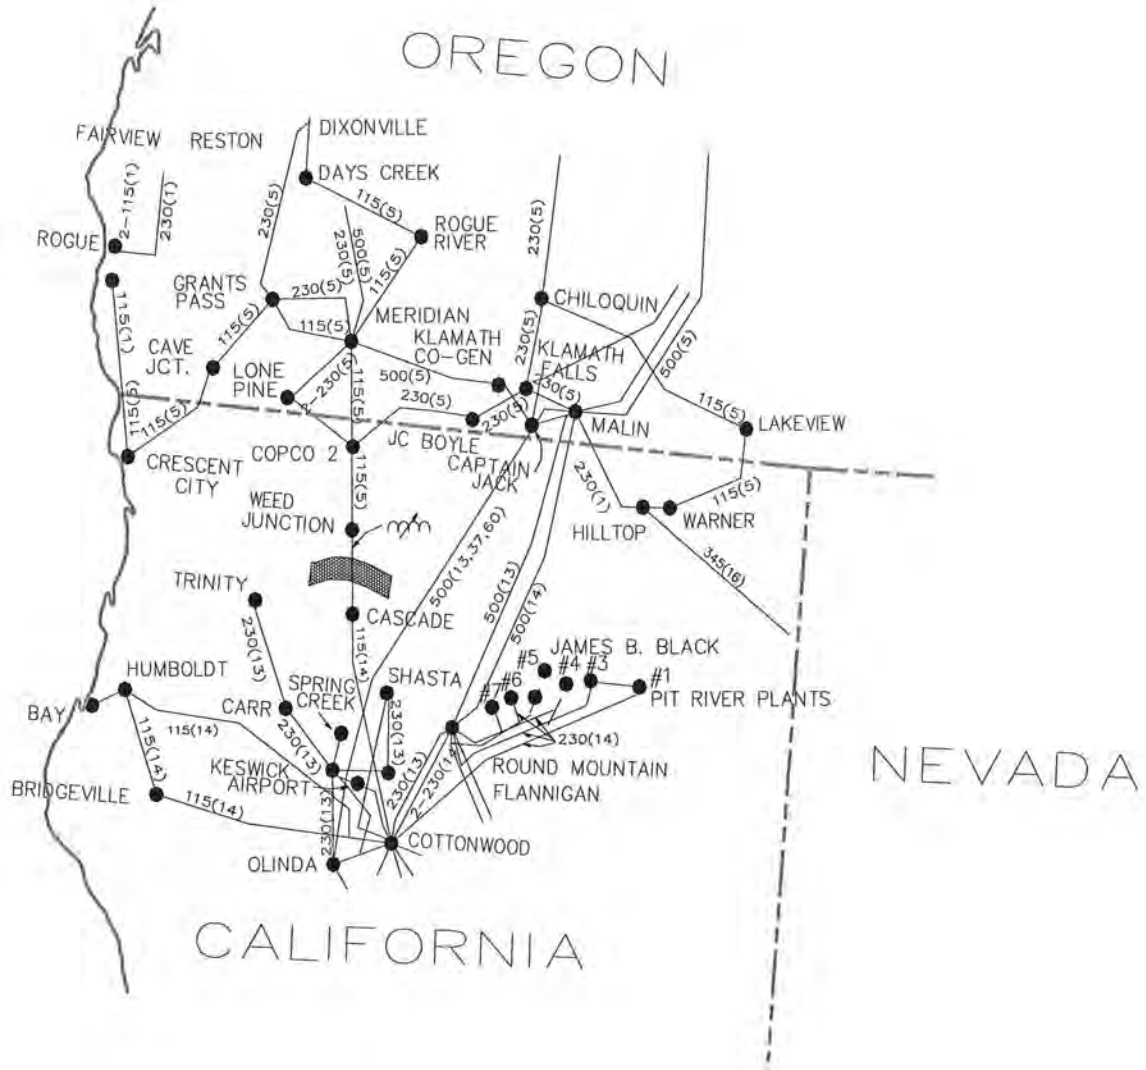 OREGON
FAIRVIEW
RESTON
DIXONVILLE
DAYS CREEK
2-115(1)
230(1)
230(5)
115(5)
ROGUE
RIVER
ROGUE
500(5)
230(5)
115(5)
230(5)
GRANTS
PASS
230(5)
115(5)
MERIDIAN
CHILOQUIN
115(1)
115(5)
KLAMATH
CO-GEN
230(5)
KLAMATH
FALLS
500(5)
CAVE
JCT.
LONE
PINE
2-230(5)
115(5)
500(5)
230(5)
230(5)
115(5)
LAKEVIEW
115(5)
115(5)
230(5)
JC BOYLE
MALIN
CRESCENT
CITY
COPCO 2
CAPTAIN
JACK
115(5)
230(1)
115(5)
WEED
JUNCTION
HILLTOP
WARNER
500(13,37,60)
345(16)
500(13)
500(14)
TRINITY
CASCADE
230(13)
115(14)
JAMES B. BLACK
#5
#4
#3
#1
HUMBOLDT
SPRING
CREEK
SHASTA
#7
#6
PIT RIVER PLANTS
BAY
CARR
115(14)
115(14)
230(13)
230(13)
230(14)
KESWICK
AIRPORT
230(13)
2-230(14)
ROUND MOUNTAIN
FLANNIGAN
NEVADA
BRIDGEVILLE
115(14)
230(13)
COTTONWOOD
OLINDA
CALIFORNIA